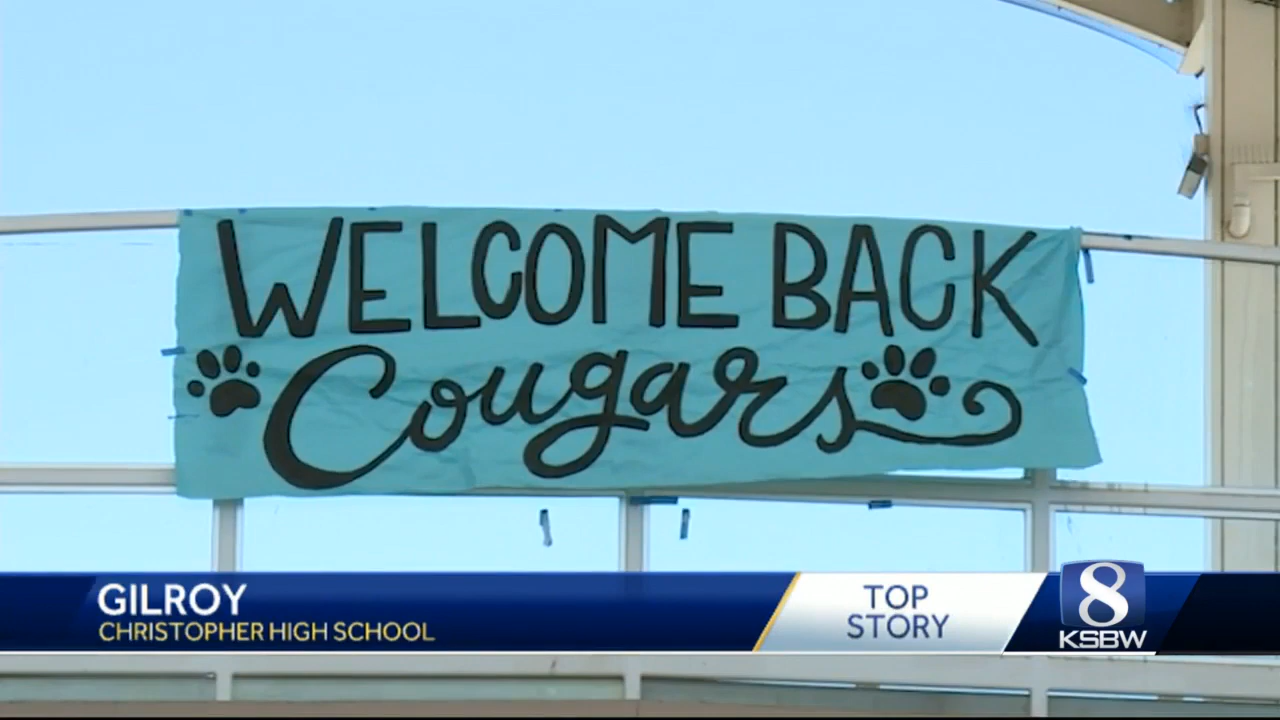 WELCOME BACK
Cougars
GILROY
CHRISTOPHER HIGH SCHOOL
TOP
STORY
8
KSBW